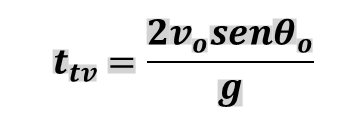 t_tv = 2v_o senθ_o / g